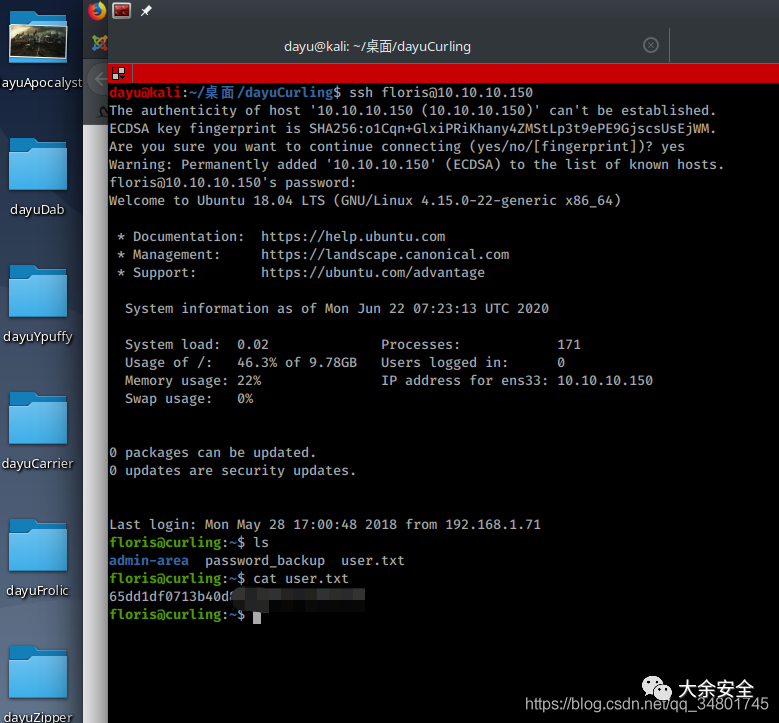 dayu@kali: ~/桌面/dayuCurling
ayuApocalyst
dayuDab
dayuYpuffy
dayuCarrier
dayuFrolic
dayuZipper
dayu@kali:~/桌面/dayuCurling$ ssh floris@10.10.10.150
The authenticity of host '10.10.10.150 (10.10.10.150)' can't be established.
ECDSA key fingerprint is SHA256:o1Cqn+GlxiPRiKhany4ZMStLp3t9ePE9GjscsUsEjWM.
Are you sure you want to continue connecting (yes/no/[fingerprint])? yes
Warning: Permanently added '10.10.10.150' (ECDSA) to the list of known hosts.
floris@10.10.10.150's password:
Welcome to Ubuntu 18.04 LTS (GNU/Linux 4.15.0-22-generic x86_64)
* Documentation: https://help.ubuntu.com
* Management: https://landscape.canonical.com
* Support: https://ubuntu.com/advantage
System information as of Mon Jun 22 07:23:13 UTC 2020
System load: 0.02 Processes: 171
Usage of /: 46.3% of 9.78GB Users logged in: 0
Memory usage: 22% IP address for ens33: 10.10.10.150
Swap usage: 0%
0 packages can be updated.
0 updates are security updates.
Last login: Mon May 28 17:00:48 2018 from 192.168.1.71
floris@curling:~$ ls
admin-area password_backup user.txt
floris@curling:~$ cat user.txt
65dd1df0713b40d
floris@curling:~$
大余安全
https://blog.csdn.net/qq_34801745